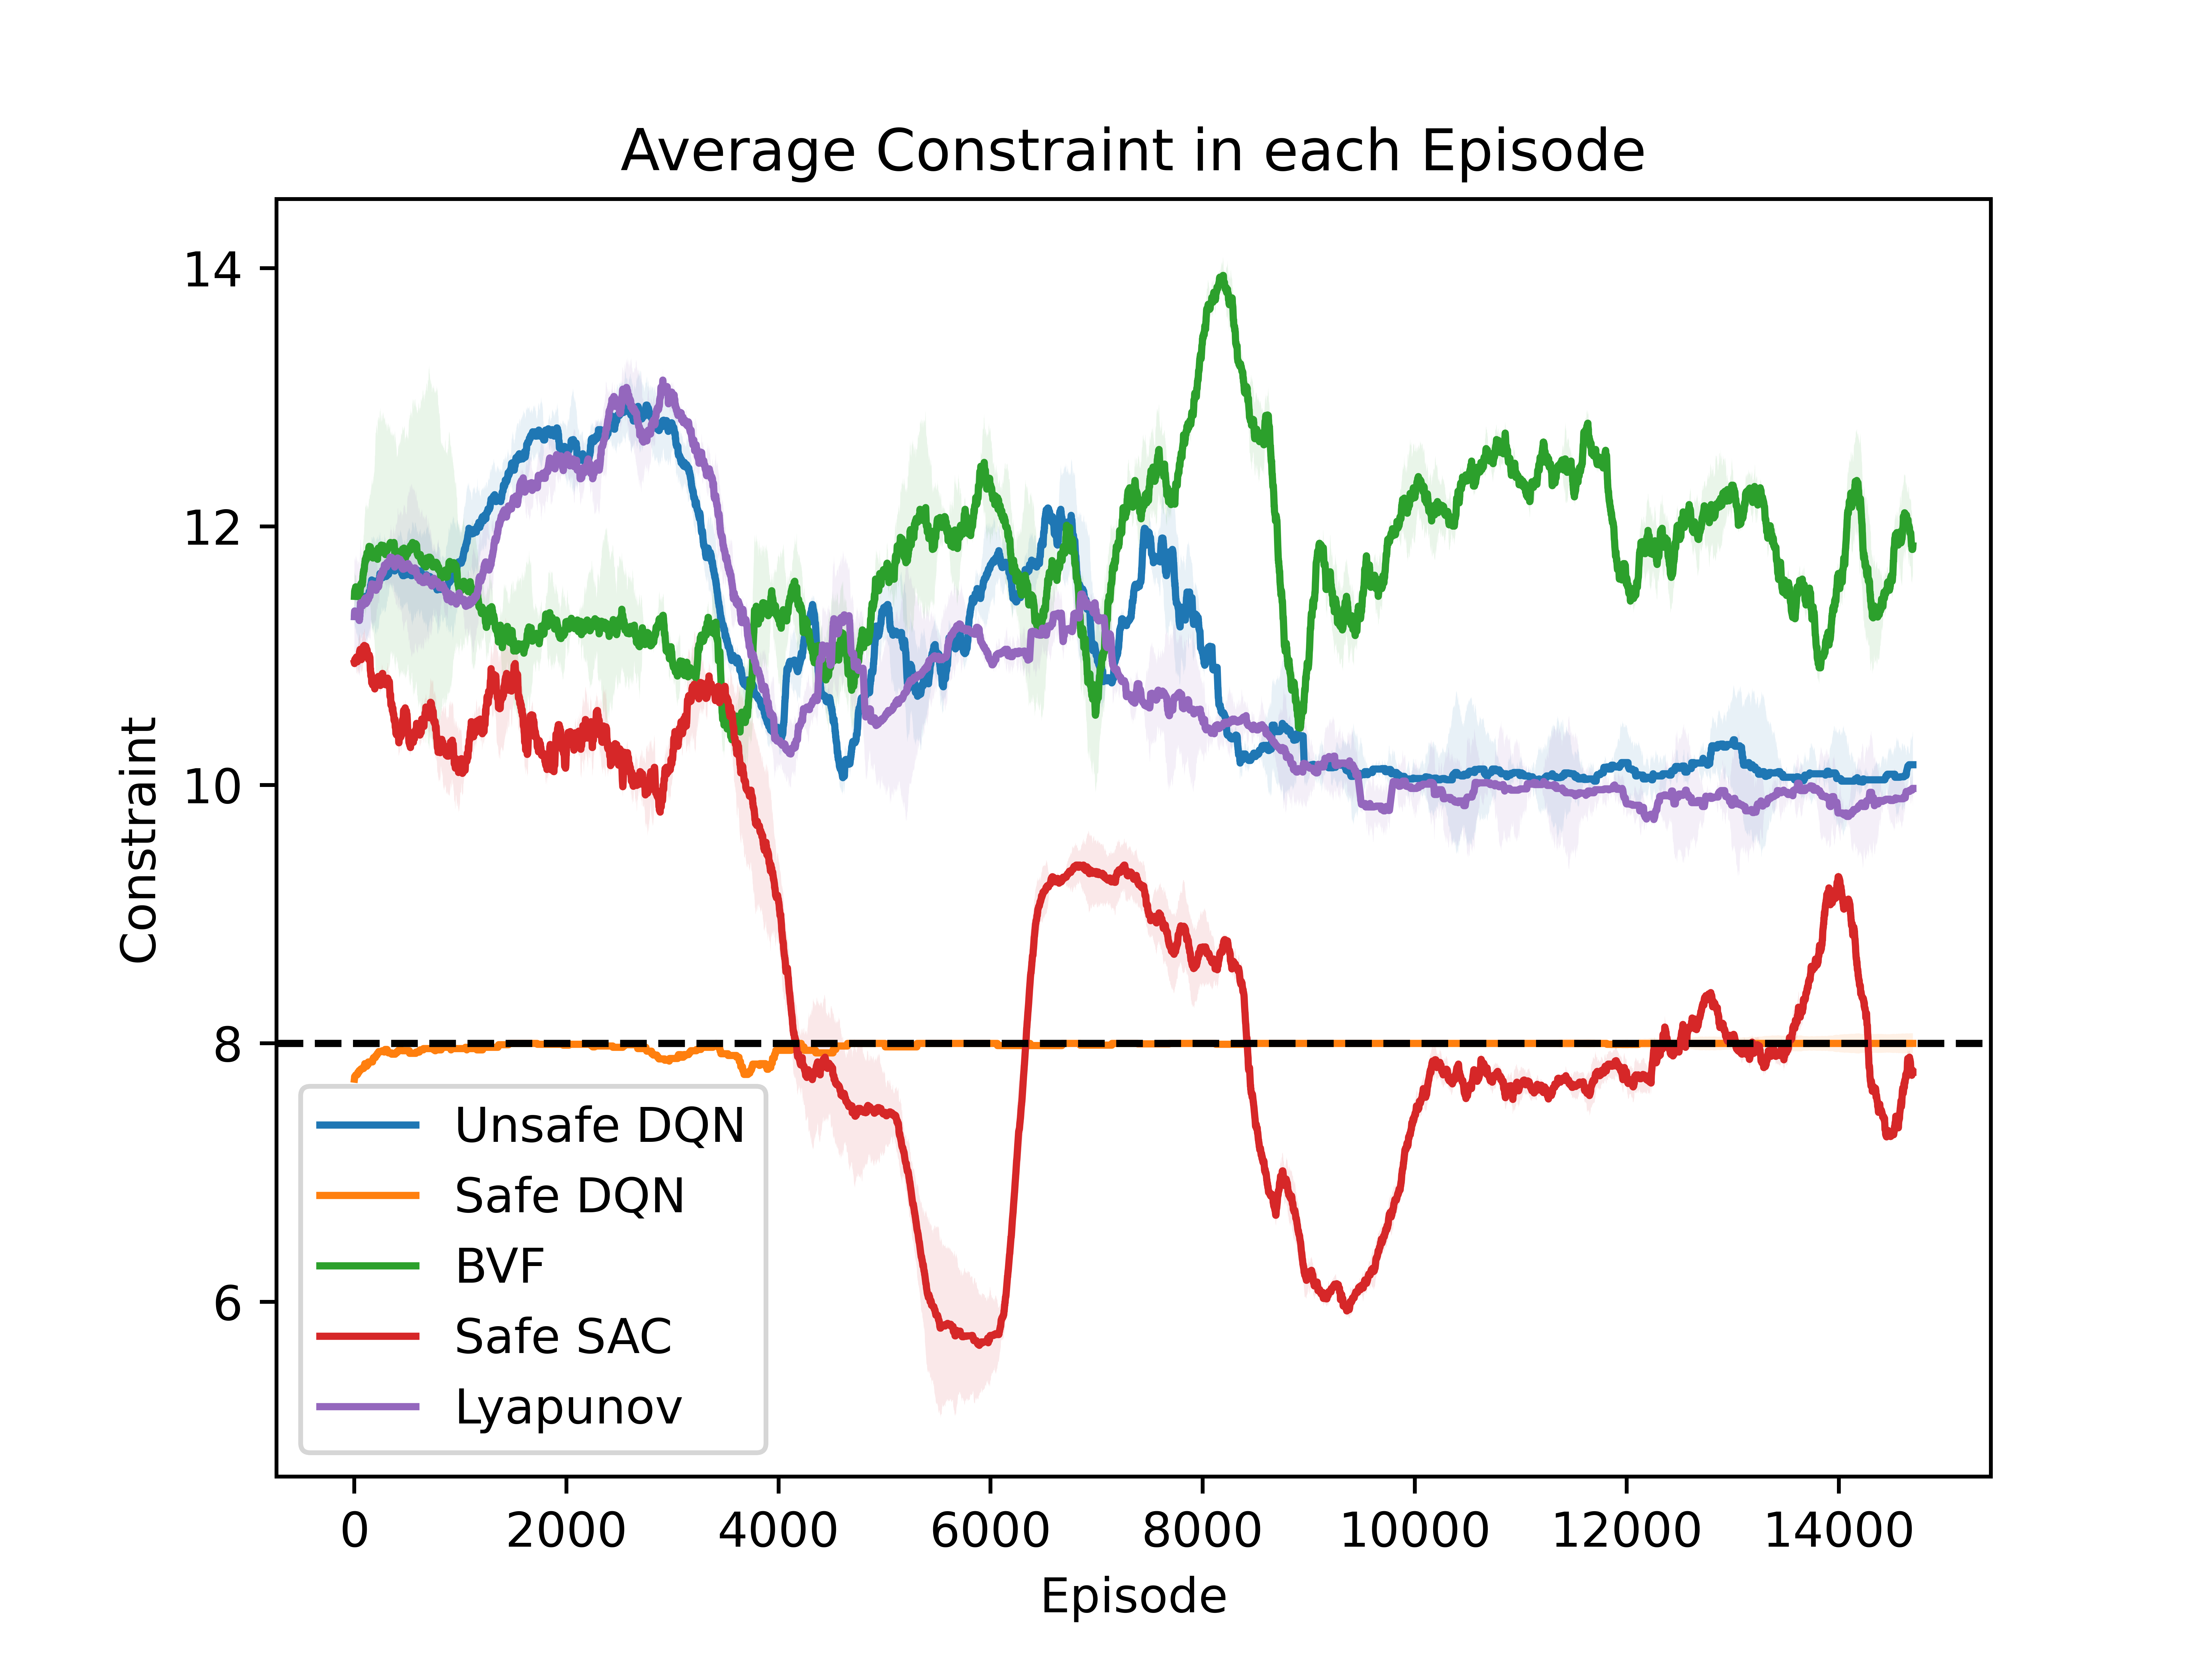 Average Constraint in each Episode
14
12
10
8
6
Constraint
Unsafe DQN
Safe DQN
BVF
Safe SAC
Lyapunov
0 2000 4000 6000 8000 10000 12000 14000
Episode